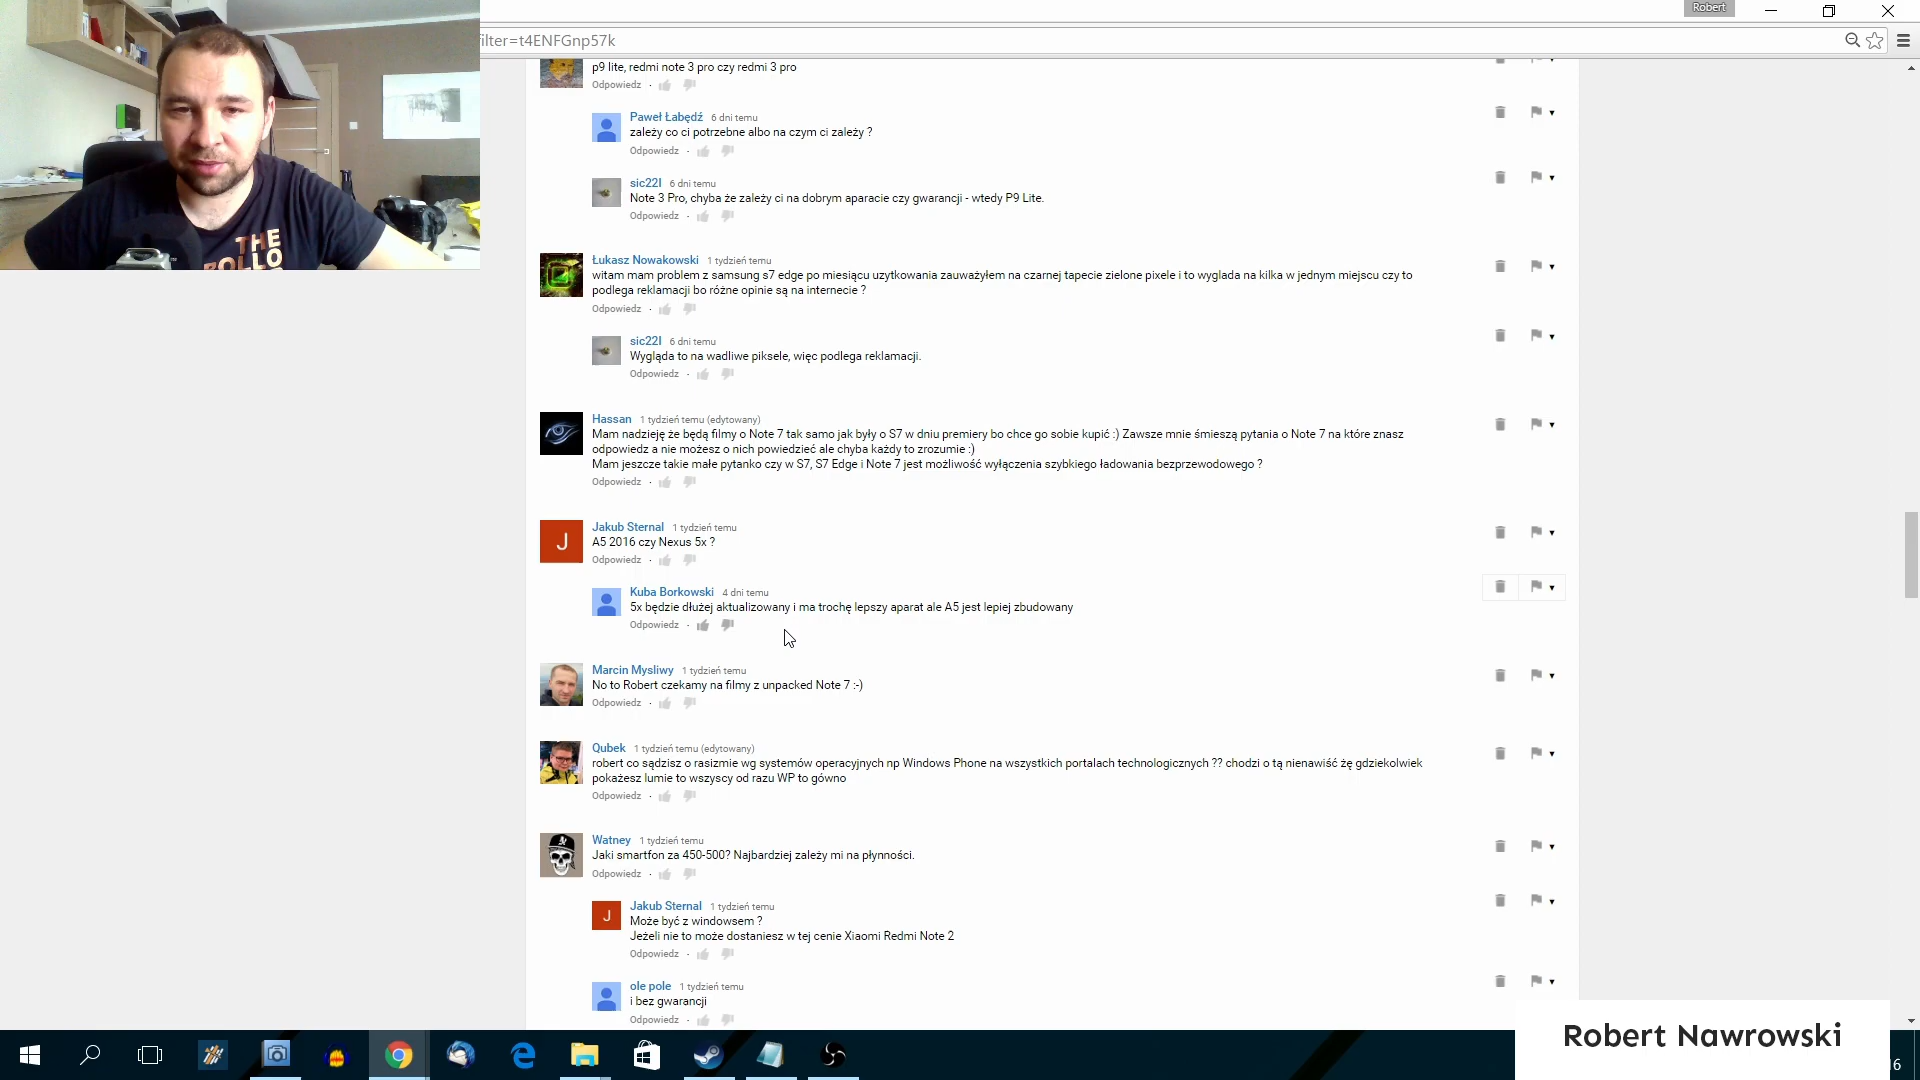 Robert
filter=t4ENFGnp57k
p9 lite, redmi note 3 pro czy redmi 3 pro
Odpowiedz
Paweł Łabędź 6 dni temu
zależy co ci potrzebne albo na czym ci zależy ?
Odpowiedz
sic22l 6 dni temu
Note 3 Pro, chyba że zależy ci na dobrym aparacie czy gwarancji - wtedy P9 Lite.
Odpowiedz
Łukasz Nowakowski 1 tydzień temu
witam mam problem z samsung s7 edge po miesiącu uzytkowania zauważyłem na czarnej tapecie zielone pixele i to wyglada na kilka w jednym miejscu czy to
podlega reklamacji bo różne opinie są na internecie ?
Odpowiedz
sic22l 6 dni temu
Wygląda to na wadliwe piksele, więc podlega reklamacji.
Odpowiedz
Hassan 1 tydzień temu (edytowany)
Mam nadzieję że będą filmy o Note 7 tak samo jak były o S7 w dniu premiery bo chce go sobie kupić :) Zawsze mnie śmieszą pytania o Note 7 na które znasz
odpowiedz a nie możesz o nich powiedzieć ale chyba każdy to zrozumie :)
Mam jeszcze takie małe pytanko czy w S7, S7 Edge i Note 7 jest możliwość wyłączenia szybkiego ładowania bezprzewodowego ?
Odpowiedz
Jakub Sternal 1 tydzień temu
A5 2016 czy Nexus 5x ?
Odpowiedz
Kuba Borkowski 4 dni temu
5x będzie dłużej aktualizowany i ma trochę lepszy aparat ale A5 jest lepiej zbudowany
Odpowiedz
Marcin Mysliwy 1 tydzień temu
No to Robert czekamy na filmy z unpacked Note 7 :-)
Odpowiedz
Qubek 1 tydzień temu (edytowany)
robert co sądzisz o rasizmie wg systemów operacyjnych np Windows Phone na wszystkich portalach technologicznych ?? chodzi o tą nienawiść żę gdziekolwiek
pokażesz lumie to wszyscy od razu WP to gówno
Odpowiedz
Watney 1 tydzień temu
Jaki smartfon za 450-500? Najbardziej zależy mi na płynności.
Odpowiedz
J Jakub Sternal 1 tydzień temu
Może być z windowsem ?
Jeżeli nie to może dostaniesz w tej cenie Xiaomi Redmi Note 2
Odpowiedz
ole pole 1 tydzień temu
i bez gwarancji
Odpowiedz
THE
Robert Nawrowski
16